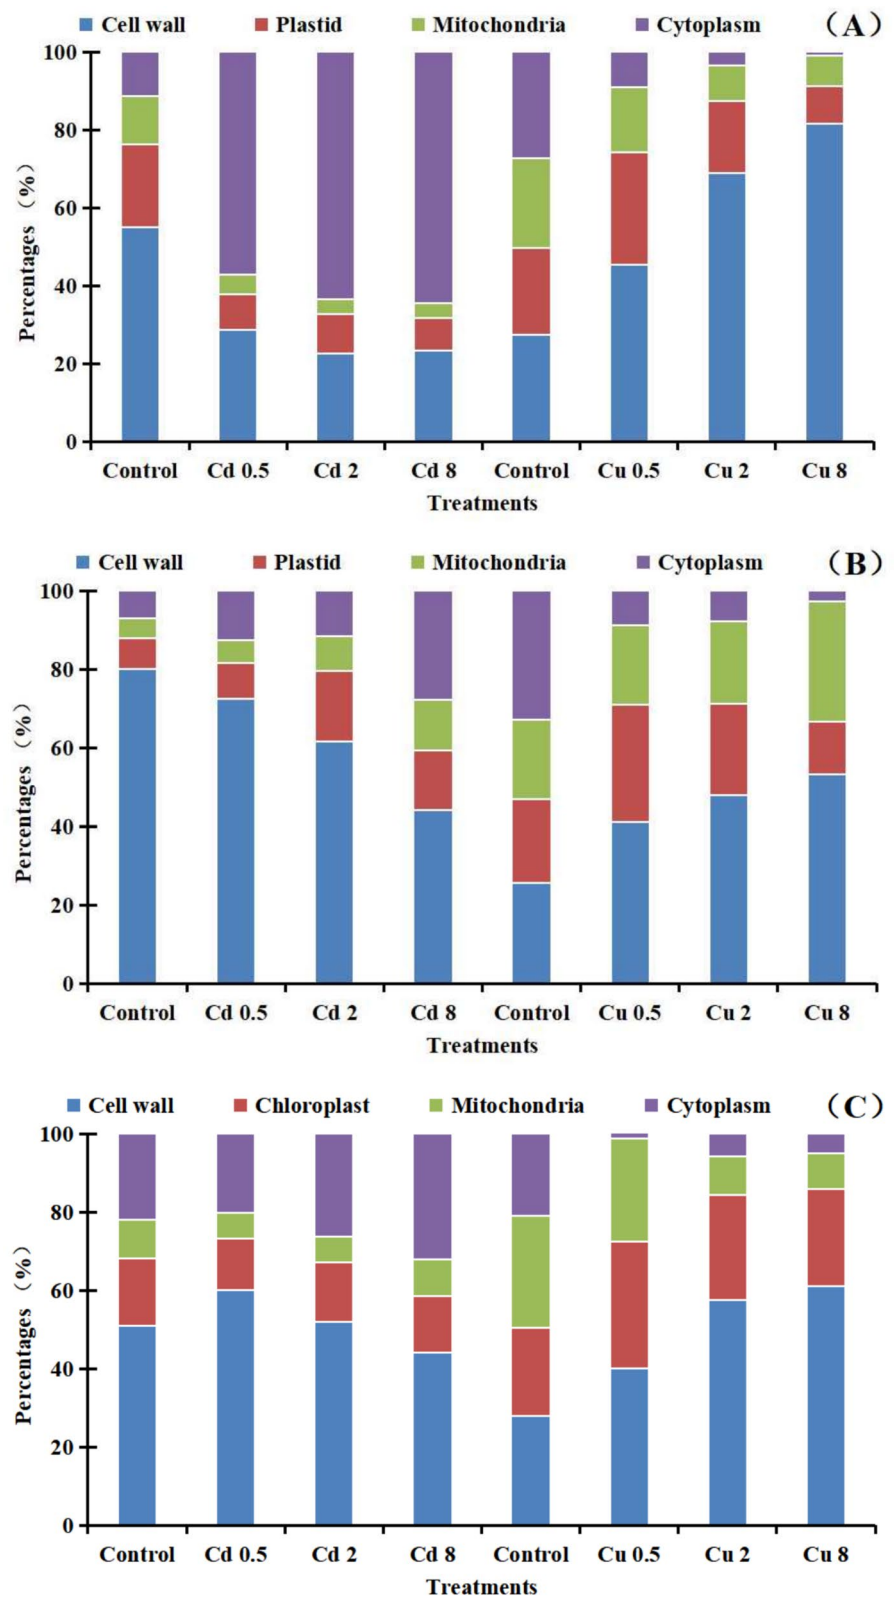 Cell wall Plastid Mitochondria Cytoplasm （A）
100
80
60
40
20
0
Percentages （%）
Control Cd 0.5 Cd 2 Cd 8 Control Cu 0.5 Cu 2 Cu 8
Treatments
Cell wall Plastid Mitochondria Cytoplasm （B）
100
80
60
40
20
0
Percentages （%）
Control Cd 0.5 Cd 2 Cd 8 Control Cu 0.5 Cu 2 Cu 8
Treatments
Cell wall Chloroplast Mitochondria Cytoplasm （C）
100
80
60
40
20
0
Percentages （%）
Control Cd 0.5 Cd 2 Cd 8 Control Cu 0.5 Cu 2 Cu 8
Treatments